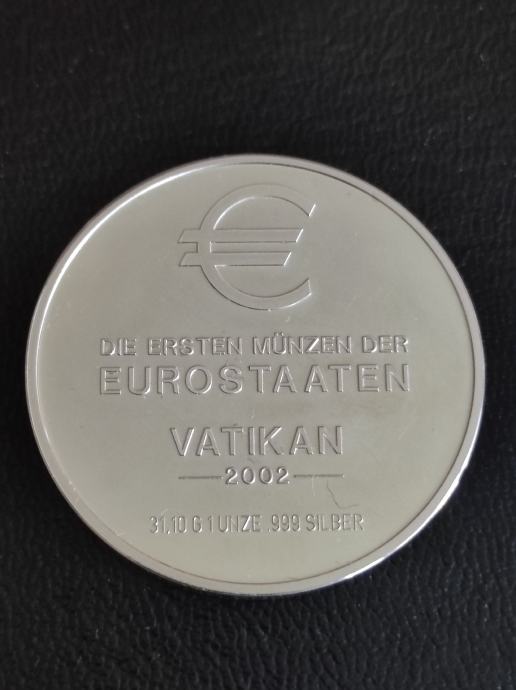 €
DIE ERSTEN MÜNZEN DER
EUROSTAATEN
VATIKAN
2002
31,10 G 1 UNZE .999 SILBER